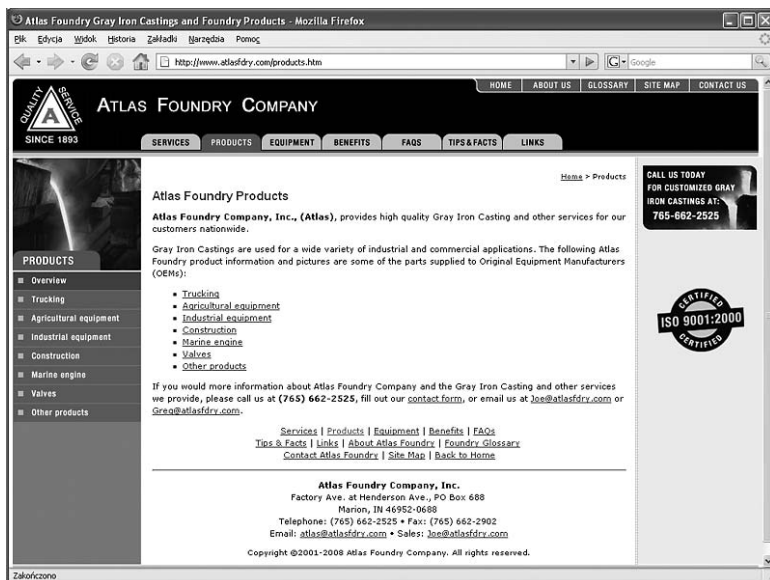 Atlas Foundry Gray Iron Castings and Foundry Products - Mozilla Firefox
Plik Edycja Widok Historia Zakładki Narzędzia Pomoc
http://www.atlasfdry.com/products.htm
G Google
HOME ABOUT US GLOSSARY SITE MAP CONTACT US
QUALITY SERVICE
A
SINCE 1893
ATLAS FOUNDRY COMPANY
SERVICES PRODUCTS EQUIPMENT BENEFITS FAQS TIPS & FACTS LINKS
PRODUCTS
Overview
Trucking
Agricultural equipment
Industrial equipment
Construction
Marine engine
Valves
Other products
Home > Products
Atlas Foundry Products
Atlas Foundry Company, Inc., (Atlas), provides high quality Gray Iron Casting and other services for our
customers nationwide.
Gray Iron Castings are used for a wide variety of industrial and commercial applications. The following Atlas
Foundry product information and pictures are some of the parts supplied to Original Equipment Manufacturers
(OEMs):
Trucking
Agricultural equipment
Industrial equipment
Construction
Marine engine
Valves
Other products
If you would more information about Atlas Foundry Company and the Gray Iron Casting and other services
we provide, please call us at (765) 662-2525, fill out our contact form, or email us at Joe@atlasfdry.com or
Greg@atlasfdry.com.
Services | Products | Equipment | Benefits | FAQs
Tips & Facts | Links | About Atlas Foundry | Foundry Glossary
Contact Atlas Foundry | Site Map | Back to Home
Atlas Foundry Company, Inc.
Factory Ave. at Henderson Ave., PO Box 688
Marion, IN 46952-0688
Telephone: (765) 662-2525 • Fax: (765) 662-2902
Email: atlas@atlasfdry.com • Sales: Joe@atlasfdry.com
Copyright ©2001-2008 Atlas Foundry Company. All rights reserved.
CALL US TODAY
FOR CUSTOMIZED GRAY
IRON CASTINGS AT:
765-662-2525
CERTIFIED
ISO 9001:2000
CERTIFIED
Zakończono